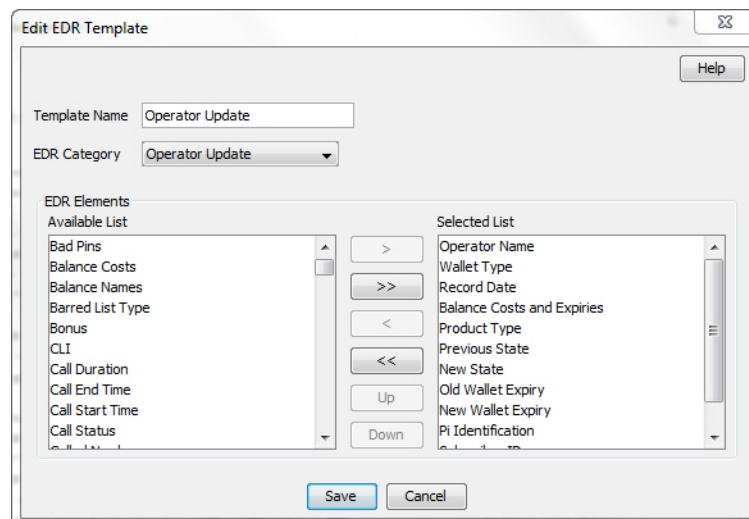 Edit EDR Template
Help
Template Name Operator Update
EDR Category Operator Update
EDR Elements
Available List
Bad Pins
Balance Costs
Balance Names
Barred List Type
Bonus
CLI
Call Duration
Call End Time
Call Start Time
Call Status
>
>>
<
<<
Up
Down
Selected List
Operator Name
Wallet Type
Record Date
Balance Costs and Expiries
Product Type
Previous State
New State
Old Wallet Expiry
New Wallet Expiry
Pi Identification
Save Cancel